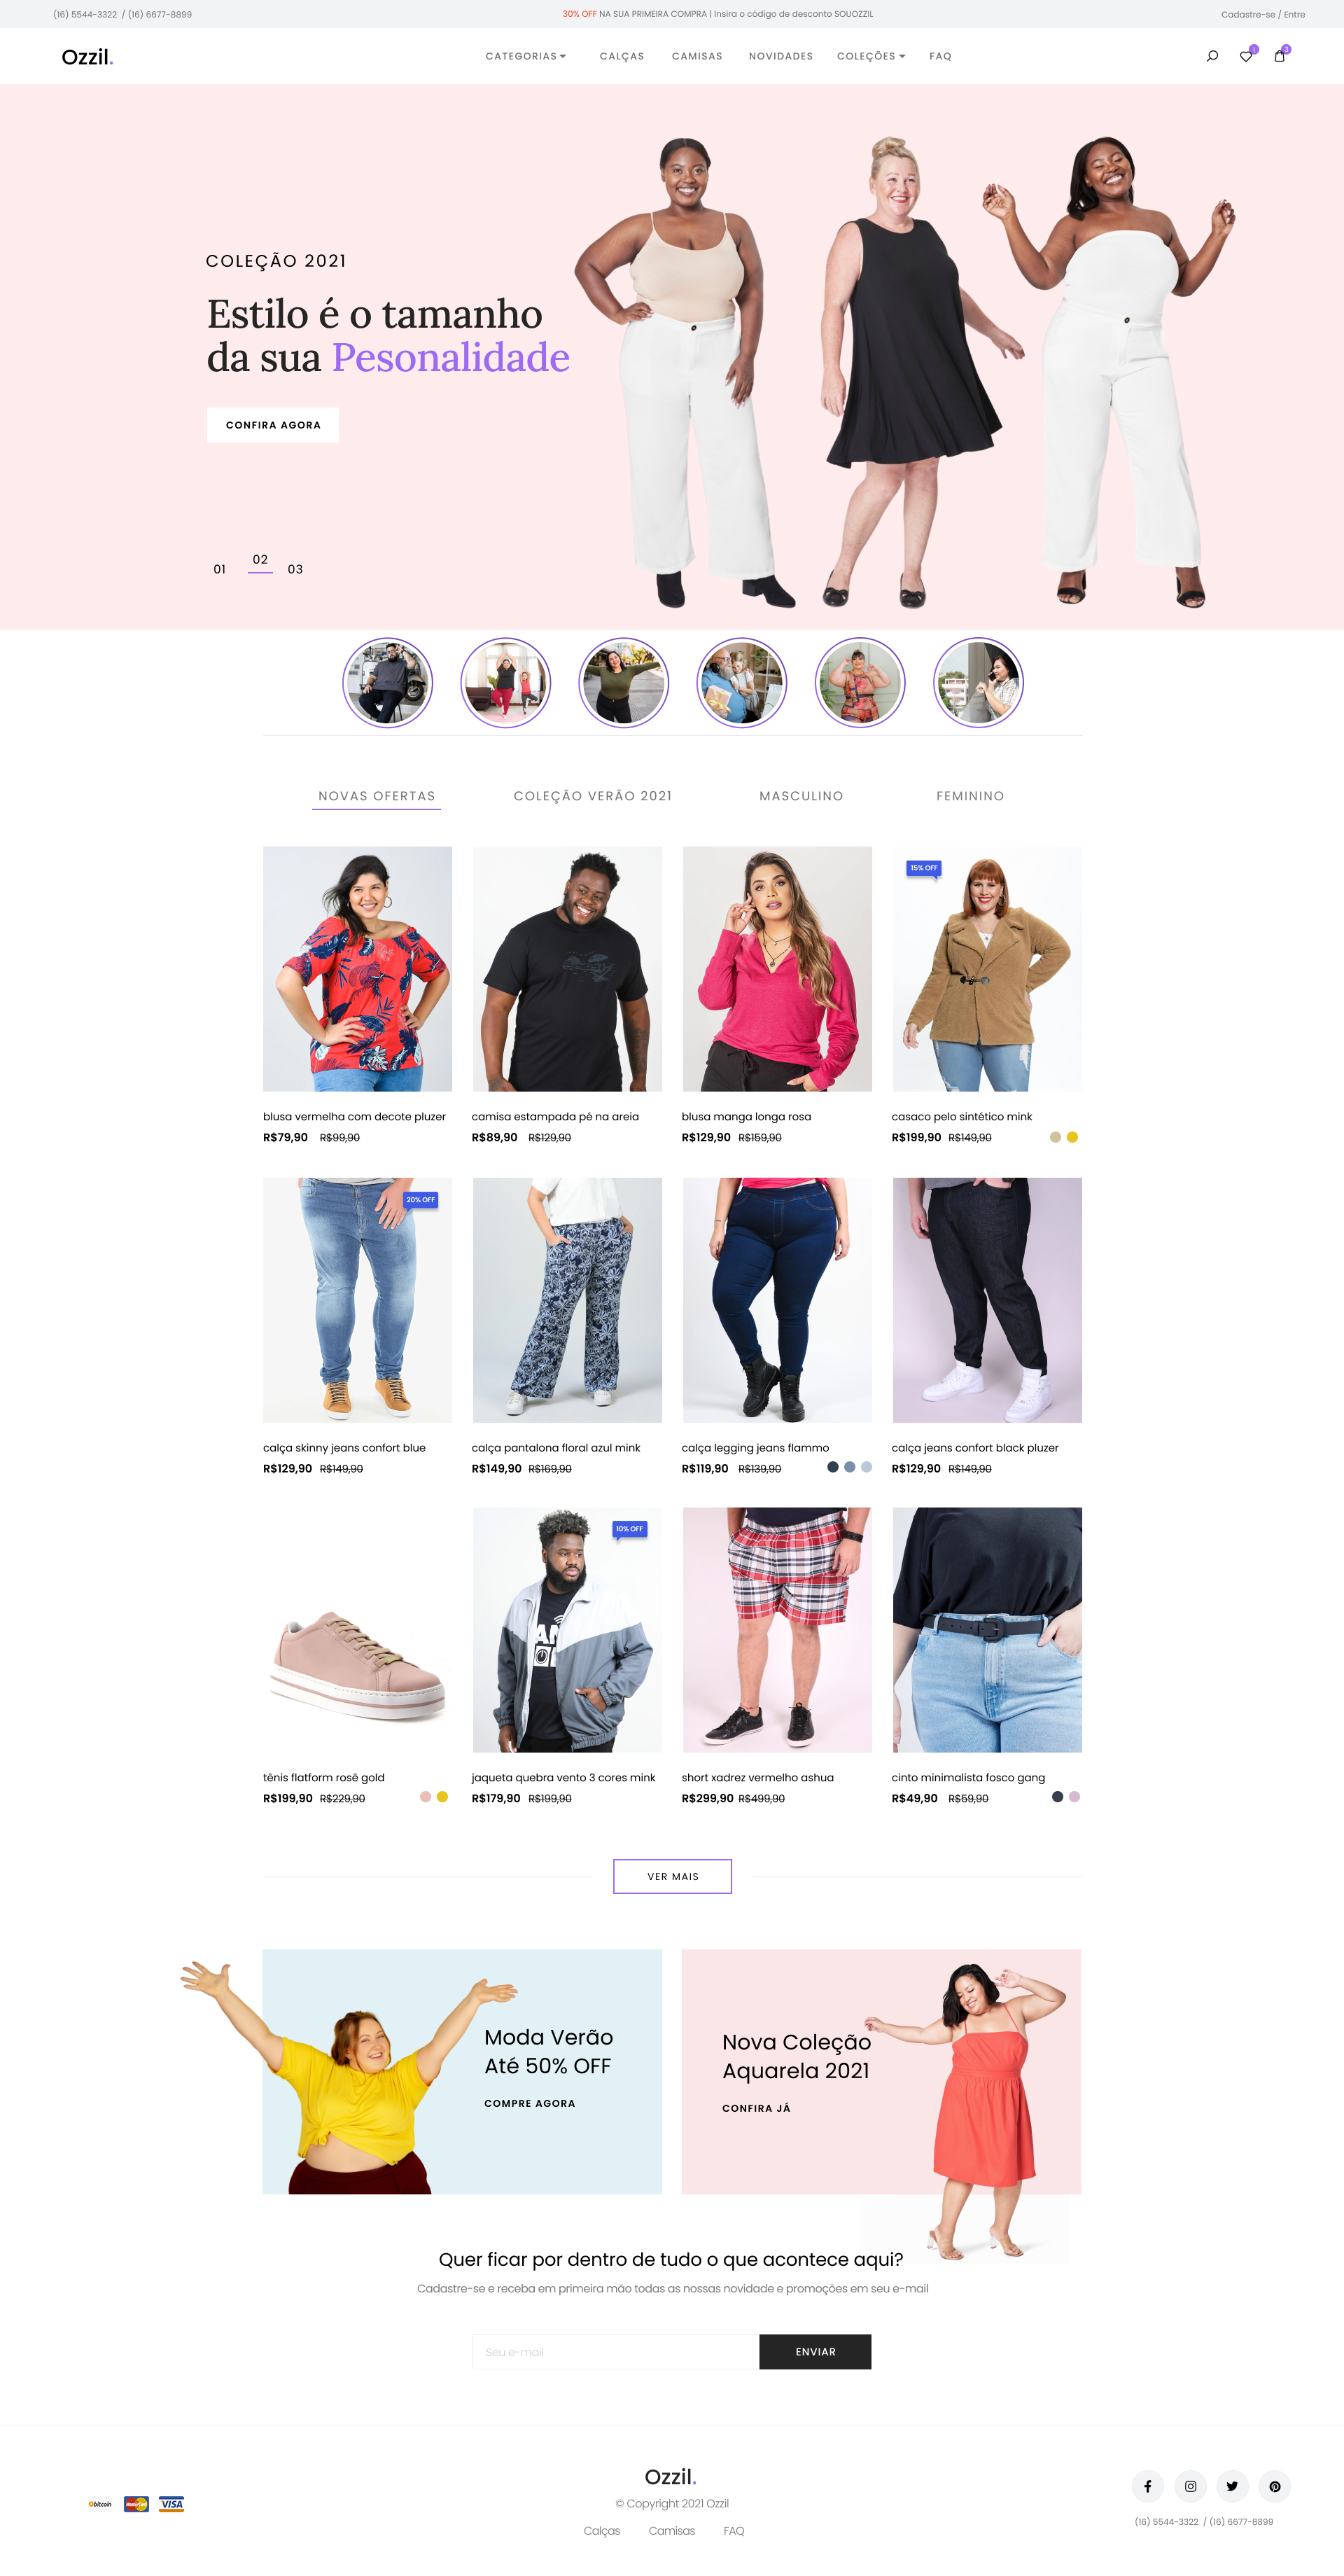 (16) 5544-3322 / (16) 6677-8899
30% OFF NA SUA PRIMEIRA COMPRA | Insira o código de desconto SOUOZZIL
Cadastre-se / Entre
Ozzil.
CATEGORIAS
CALÇAS
CAMISAS
NOVIDADES
COLEÇÕES
FAQ
1
3
COLEÇÃO 2021
Estilo é o tamanho
da sua Pesonalidade
CONFIRA AGORA
01
02
03
NOVAS OFERTAS
COLEÇÃO VERÃO 2021
MASCULINO
FEMININO
15% OFF
blusa vermelha com decote pluzer
R$79,90 R$99,90
camisa estampada pé na areia
R$89,90 R$129,90
blusa manga longa rosa
R$129,90 R$159,90
casaco pelo sintético mink
R$199,90 R$149,90
20% OFF
calça skinny jeans confort blue
R$129,90 R$149,90
calça pantalona floral azul mink
R$149,90 R$169,90
calça legging jeans flammo
R$119,90 R$139,90
calça jeans confort black pluzer
R$129,90 R$149,90
10% OFF
tênis flatform rosê gold
R$199,90 R$229,90
jaqueta quebra vento 3 cores mink
R$179,90 R$199,90
short xadrez vermelho ashua
R$299,90 R$499,90
cinto minimalista fosco gang
R$49,90 R$59,90
VER MAIS
Moda Verão
Até 50% OFF
COMPRE AGORA
Nova Coleção
Aquarela 2021
CONFIRA JÁ
Quer ficar por dentro de tudo o que acontece aqui?
Cadastre-se e receba em primeira mão todas as nossas novidade e promoções em seu e-mail
Seu e-mail
ENVIAR
bitcoin
MasterCard
VISA
Ozzil.
© Copyright 2021 Ozzil
Calças
Camisas
FAQ
(16) 5544-3322 / (16) 6677-8899